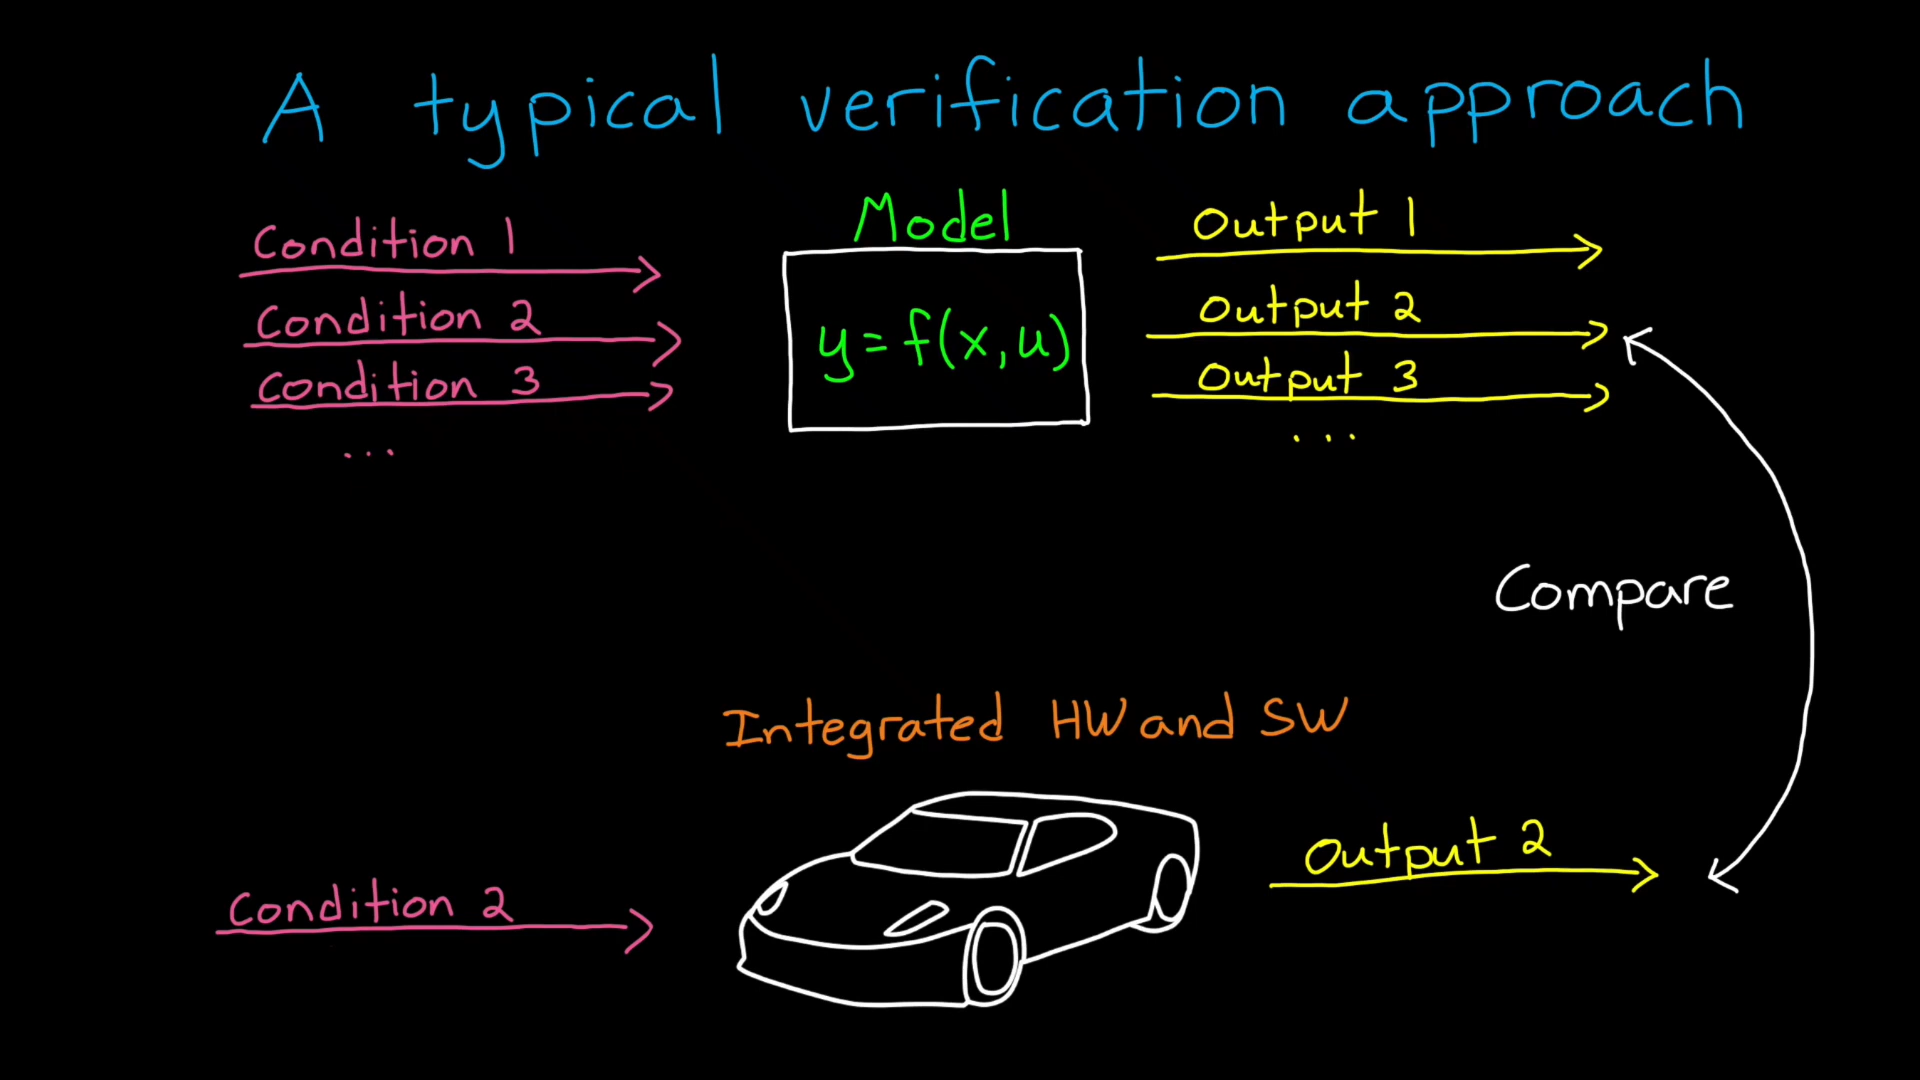 A typical verification approach
Condition 1
Condition 2
Condition 3
...
Model
y=f(x,u)
Output 1
Output 2
Output 3
...
Compare
Integrated HW and SW
Condition 2
Output 2